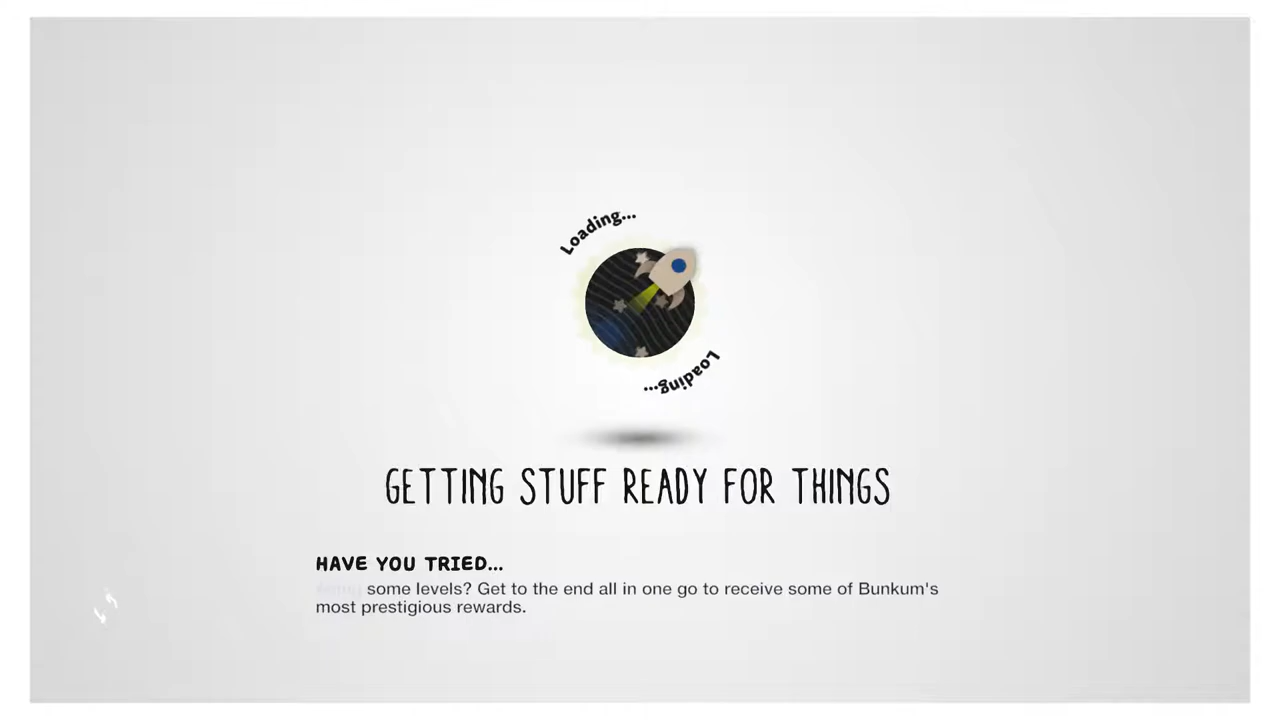 Loading...
Loading...
GETTING STUFF READY FOR THINGS
HAVE YOU TRIED...
some levels? Get to the end all in one go to receive some of Bunkum's
most prestigious rewards.